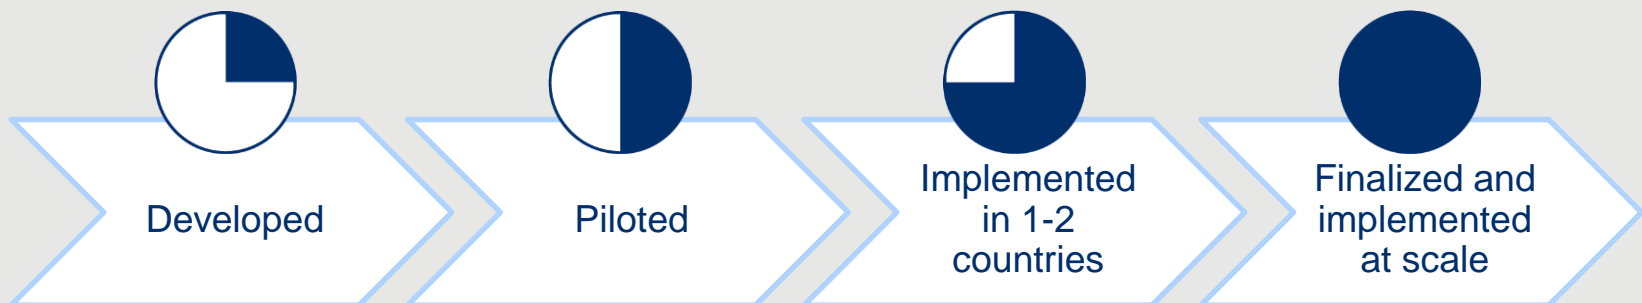 Developed
Piloted
Implemented
in 1-2
countries
Finalized and
implemented
at scale